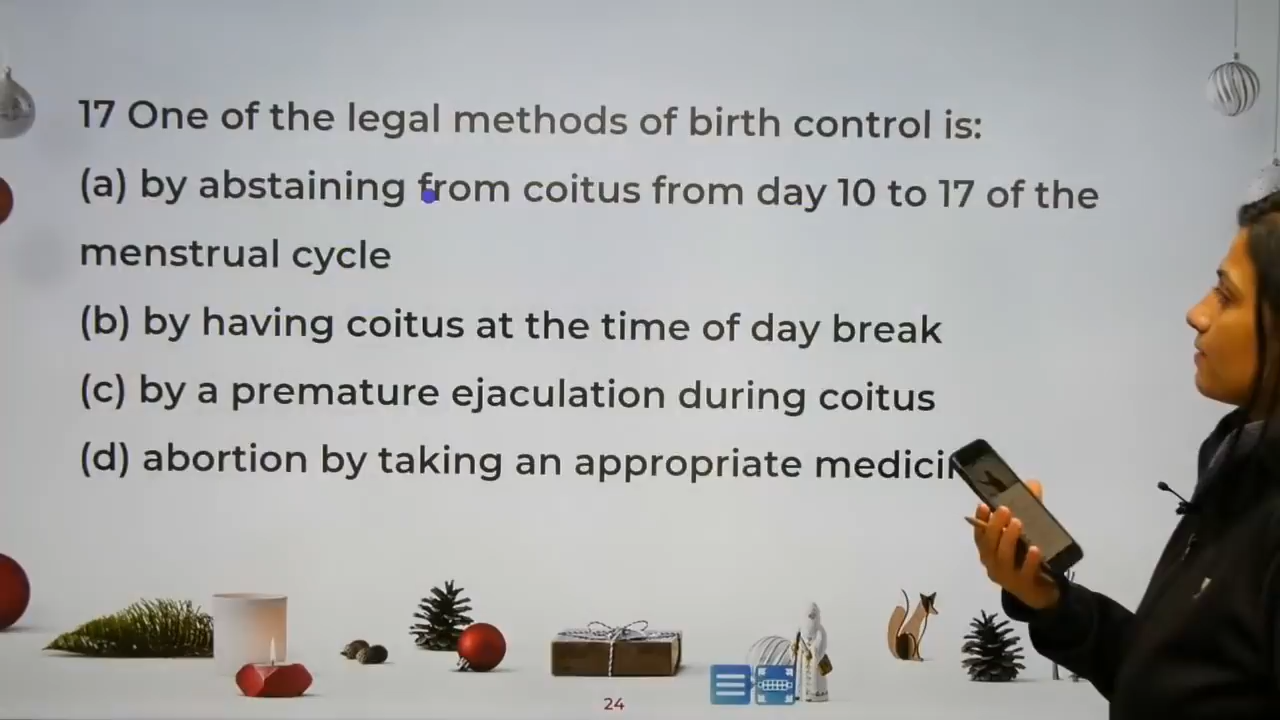 17 One of the legal methods of birth control is:
(a) by abstaining from coitus from day 10 to 17 of the
menstrual cycle
(b) by having coitus at the time of day break
(c) by a premature ejaculation during coitus
(d) abortion by taking an appropriate
24